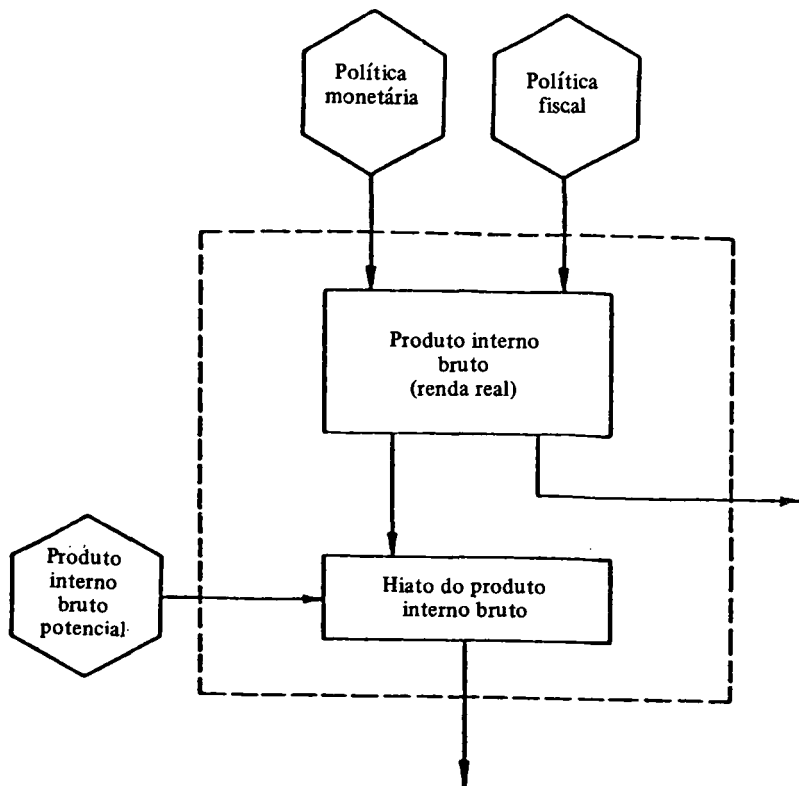 Política
monetária
Política
fiscal
Produto interno
bruto
(renda real)
Produto
interno
bruto
potencial
Hiato do produto
interno bruto